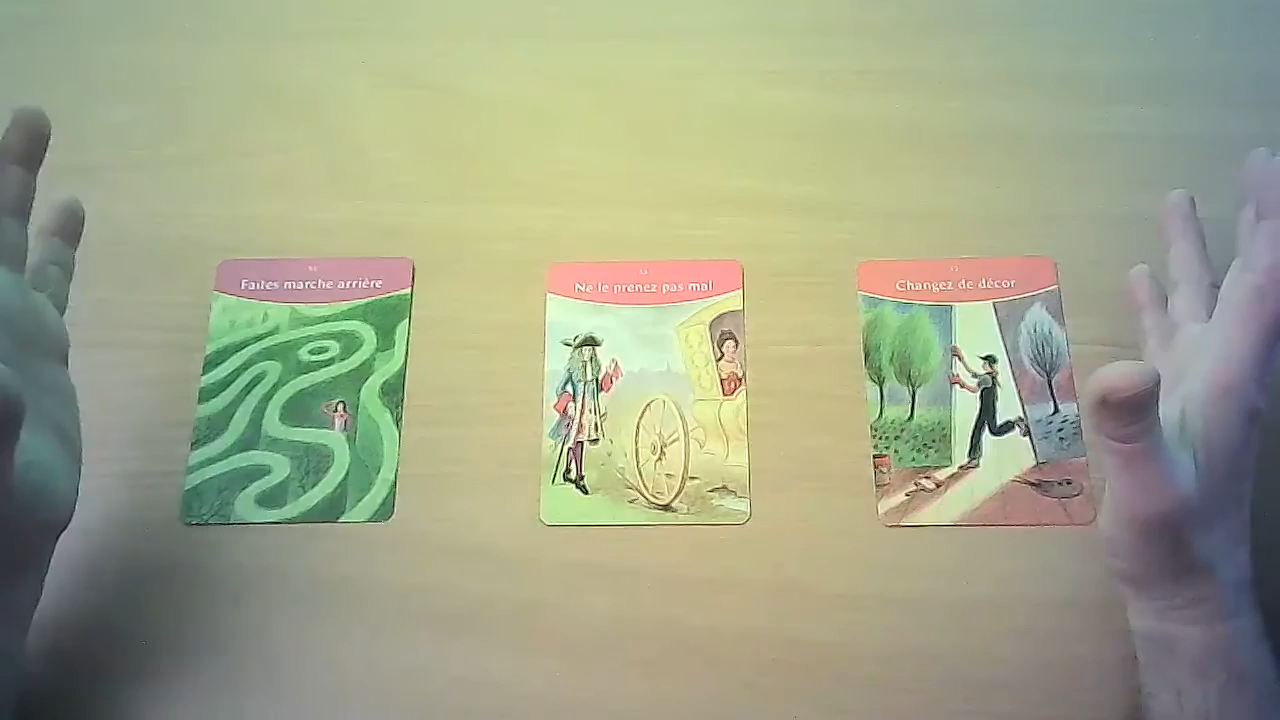 Faites marche arrière
Ne le prenez pas mal
Changez de décor